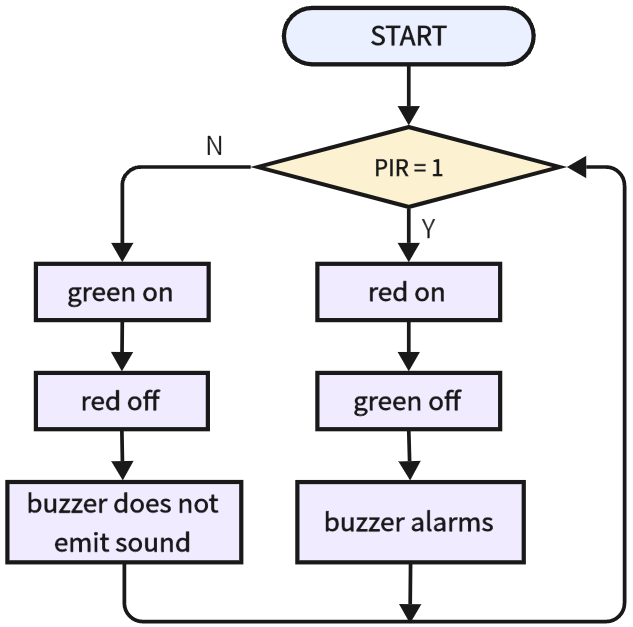 START
PIR = 1
N
Y
green on
red on
red off
green off
buzzer does not
emit sound
buzzer alarms